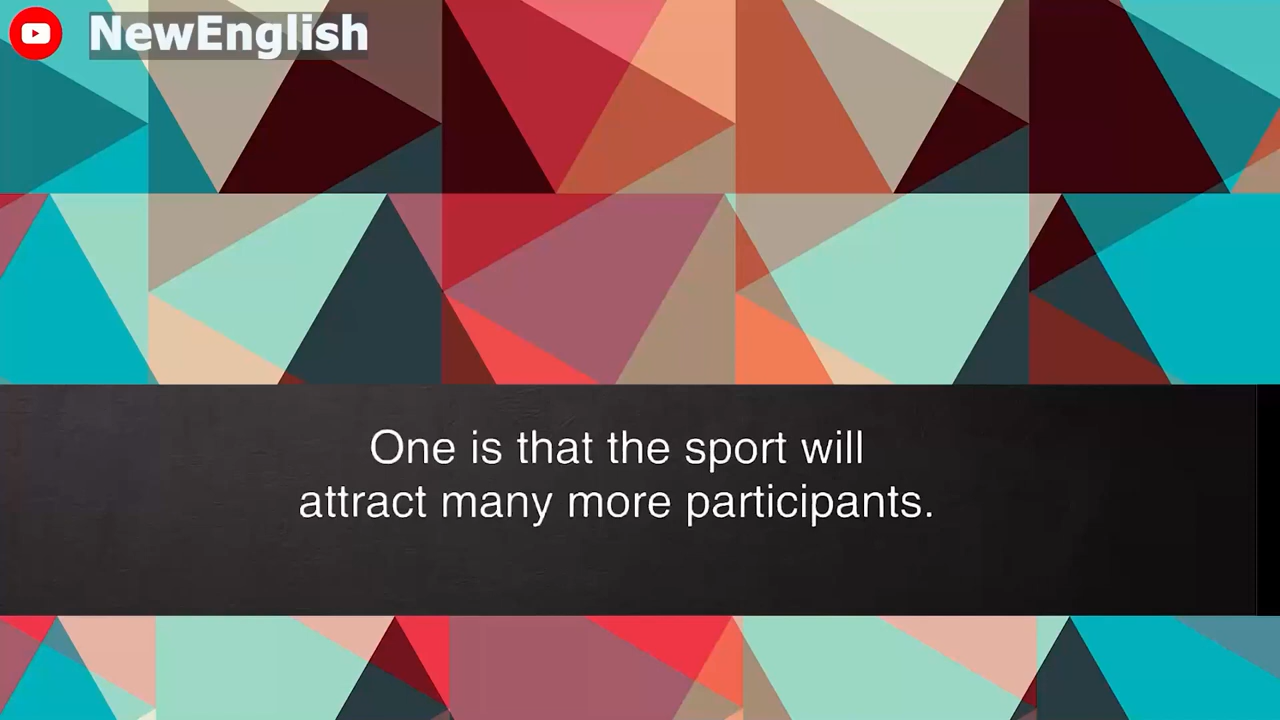 NewEnglish
One is that the sport will
attract many more participants.